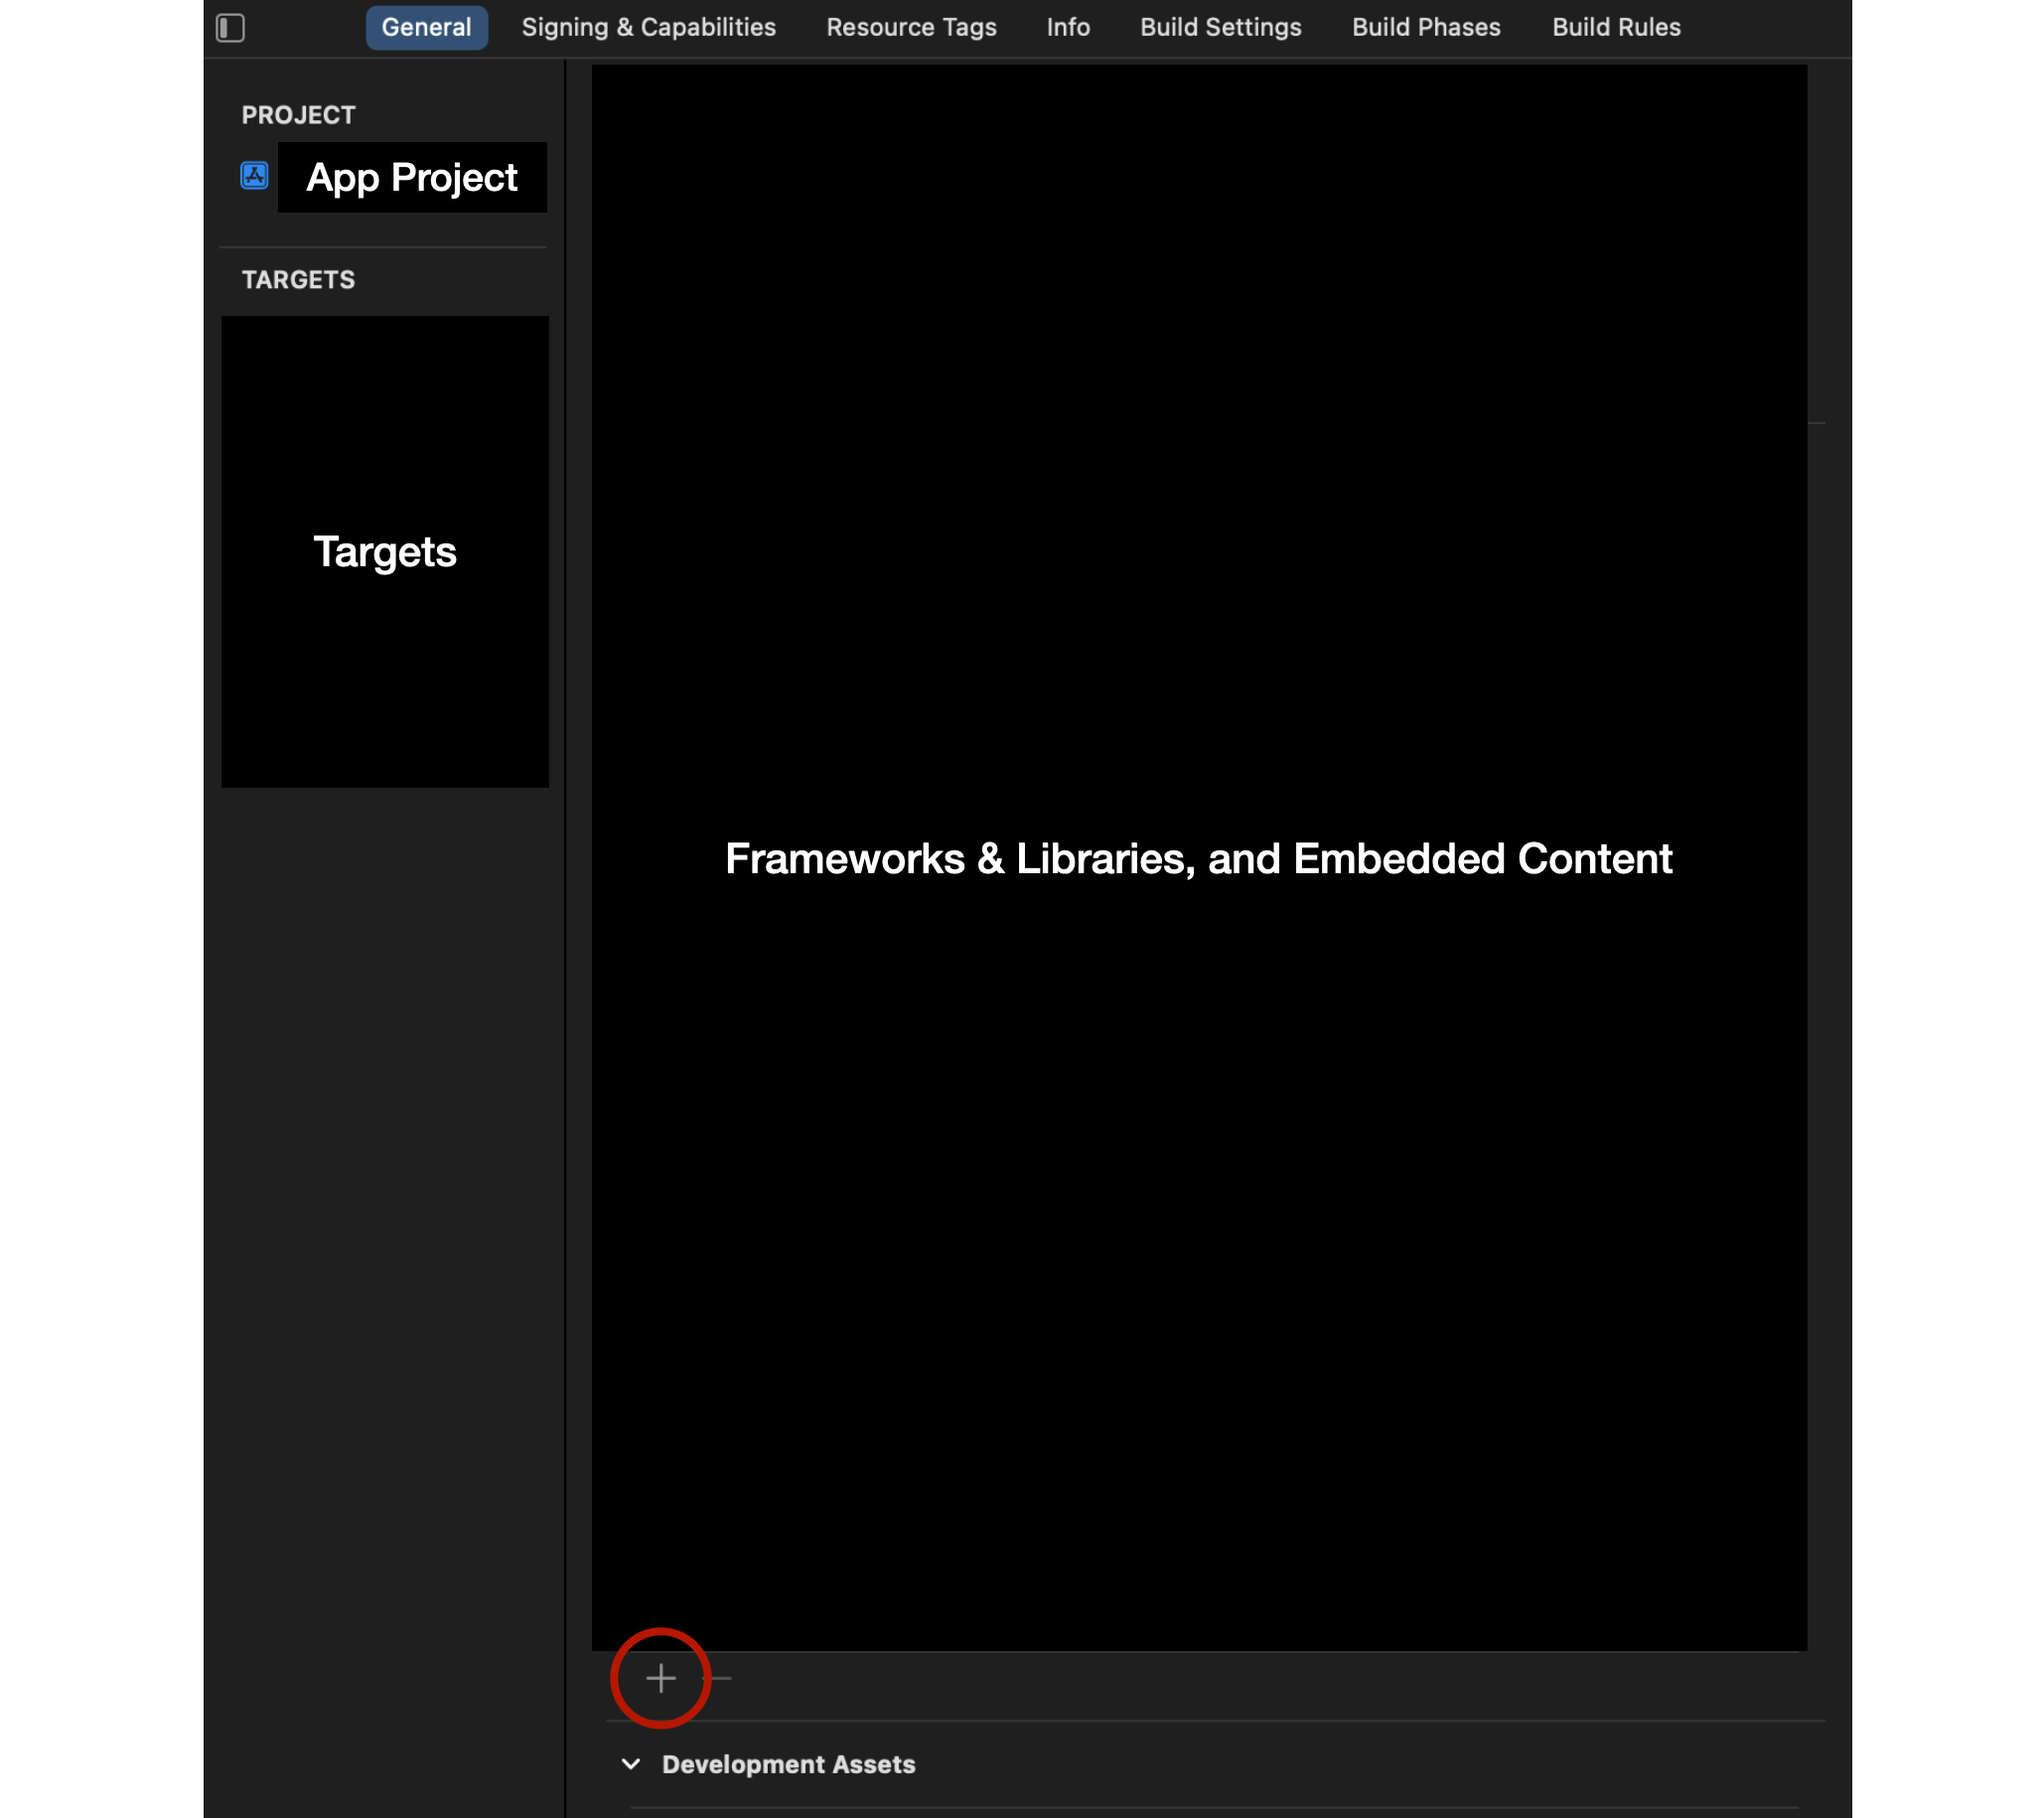 General Signing & Capabilities Resource Tags Info Build Settings Build Phases Build Rules
PROJECT
App Project
TARGETS
Targets
Frameworks & Libraries, and Embedded Content
Development Assets